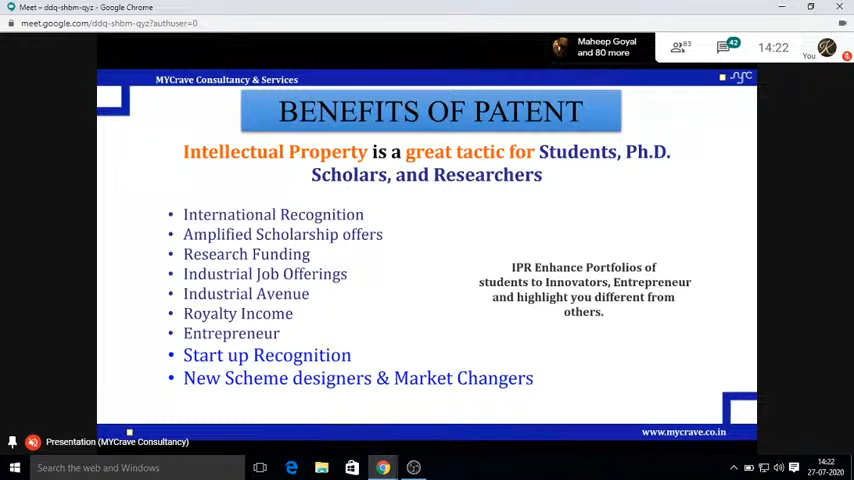 Meet – ddq-shbm-qyz - Google Chrome
meet.google.com/ddq-shbm-qyz?authuser=0
Maheep Goyal
and 80 more
83
42
14:22
You
MYCrave Consultancy & Services
BENEFITS OF PATENT
Intellectual Property is a great tactic for Students, Ph.D.
Scholars, and Researchers
• International Recognition
• Amplified Scholarship offers
• Research Funding
• Industrial Job Offerings
• Industrial Avenue
• Royalty Income
• Entrepreneur
• Start up Recognition
• New Scheme designers & Market Changers
IPR Enhance Portfolios of
students to Innovators, Entrepreneur
and highlight you different from
others.
www.mycrave.co.in
Presentation (MYCrave Consultancy)
Search the web and Windows
14:22
27-07-2020